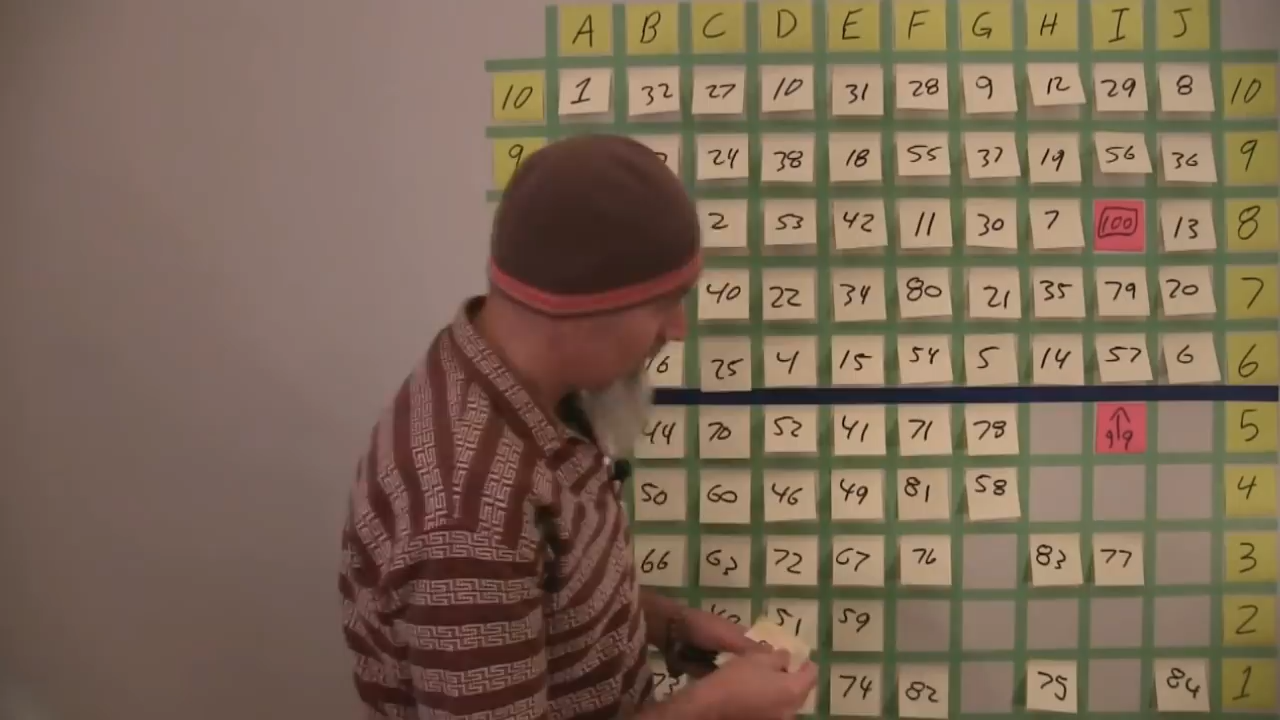 A B C D E F G H I J
10 1 32 27 10 31 28 9 12 29 8 10
9 24 38 18 55 37 19 56 36 9
2 53 42 11 30 7 100 13 8
40 22 34 80 21 35 79 20 7
16 25 4 15 54 5 14 57 6 6
44 70 52 41 71 78 ↑ 99 5
50 60 46 49 81 58 4
66 63 72 67 76 83 77 3
51 59 2
73 74 82 75 84 1